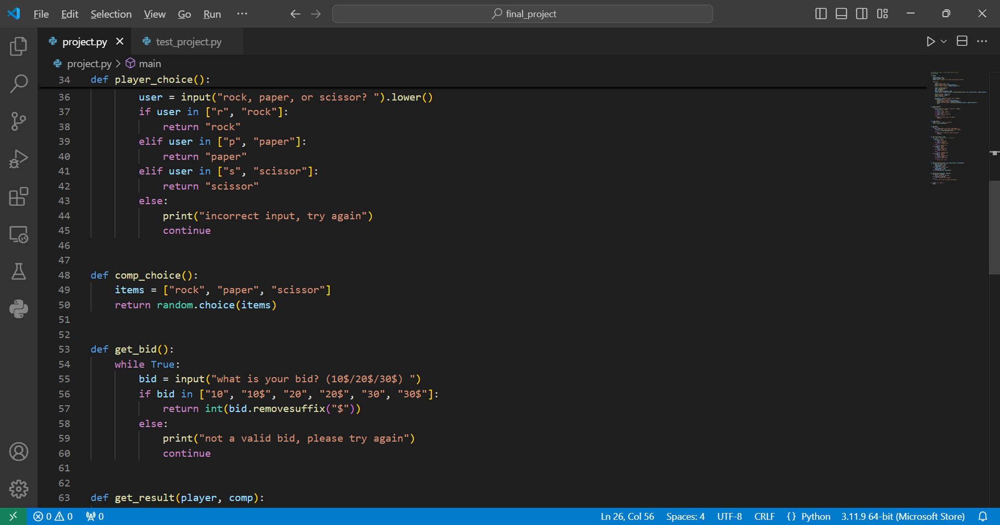 File Edit Selection View Go Run ... final_project
project.py test_project.py
project.py > main
34 def player_choice():
36 user = input("rock, paper, or scissor? ").lower()
37 if user in ["r", "rock"]:
38 return "rock"
39 elif user in ["p", "paper"]:
40 return "paper"
41 elif user in ["s", "scissor"]:
42 return "scissor"
43 else:
44 print("incorrect input, try again")
45 continue
46
47
48 def comp_choice():
49 items = ["rock", "paper", "scissor"]
50 return random.choice(items)
51
52
53 def get_bid():
54 while True:
55 bid = input("what is your bid? (10$/20$/30$) ")
56 if bid in ["10", "10$", "20", "20$", "30", "30$"]:
57 return int(bid.removesuffix("$"))
58 else:
59 print("not a valid bid, please try again")
60 continue
61
62
63 def get_result(player, comp):
0 0 0 Ln 26, Col 56 Spaces: 4 UTF-8 CRLF {} Python 3.11.9 64-bit (Microsoft Store)